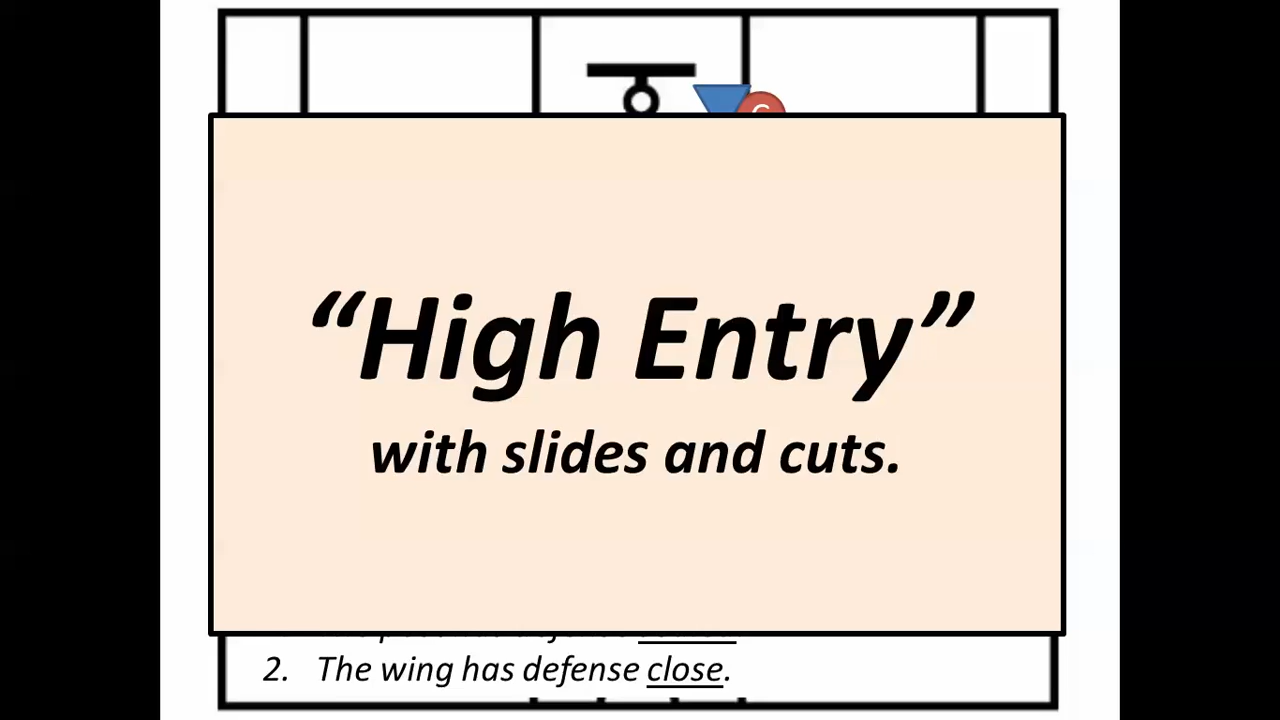 C
“High Entry”
with slides and cuts.
2. The wing has defense close.